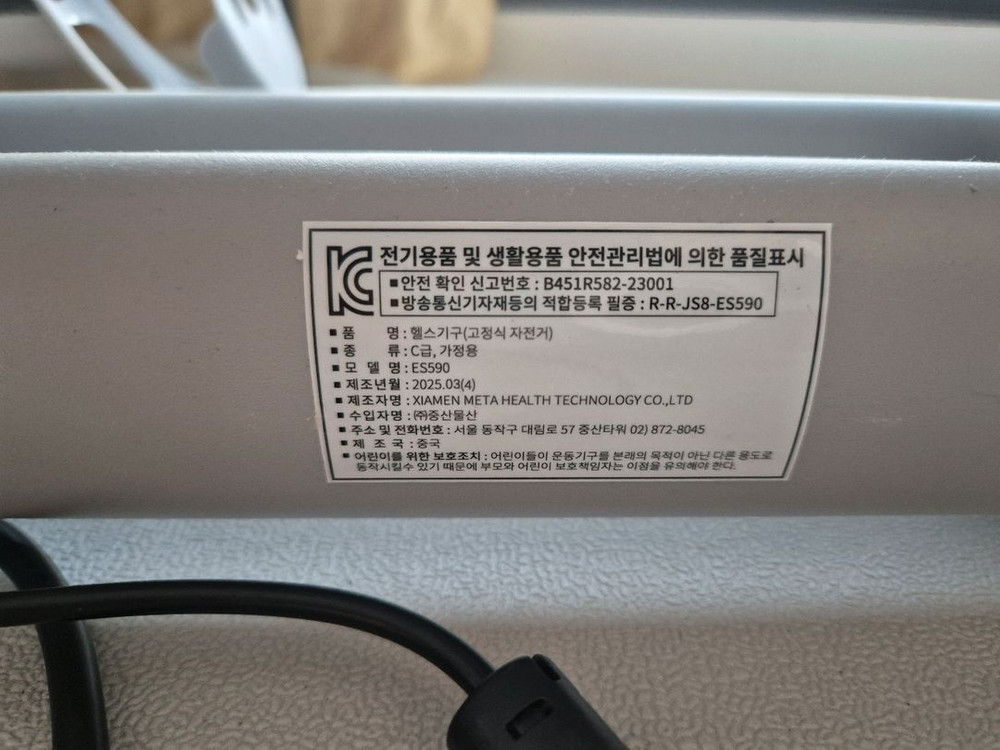 KC 전기용품 및 생활용품 안전관리법에 의한 품질표시
■안전 확인 신고번호 : B451R582-23001
■방송통신기자재등의 적합등록 필증 : R-R-JS8-ES590
■ 품 명 : 헬스기구(고정식 자전거)
■ 종 류 : C급, 가정용
■ 모 델 명 : ES590
■ 제조년월 : 2025.03(4)
■ 제조자명 : XIAMEN META HEALTH TECHNOLOGY CO.,LTD
■ 수입자명 : ㈜중산물산
■ 주소 및 전화번호 : 서울 동작구 대림로 57 중산타워 02) 872-8045
■ 제 조 국 : 중국
■ 어린이를 위한 보호조치 : 어린이들이 운동기구를 본래의 목적이 아닌 다른 용도로
동작시킬수 있기 때문에 부모와 어린이 보호책임자는 이점을 유의해야 한다.